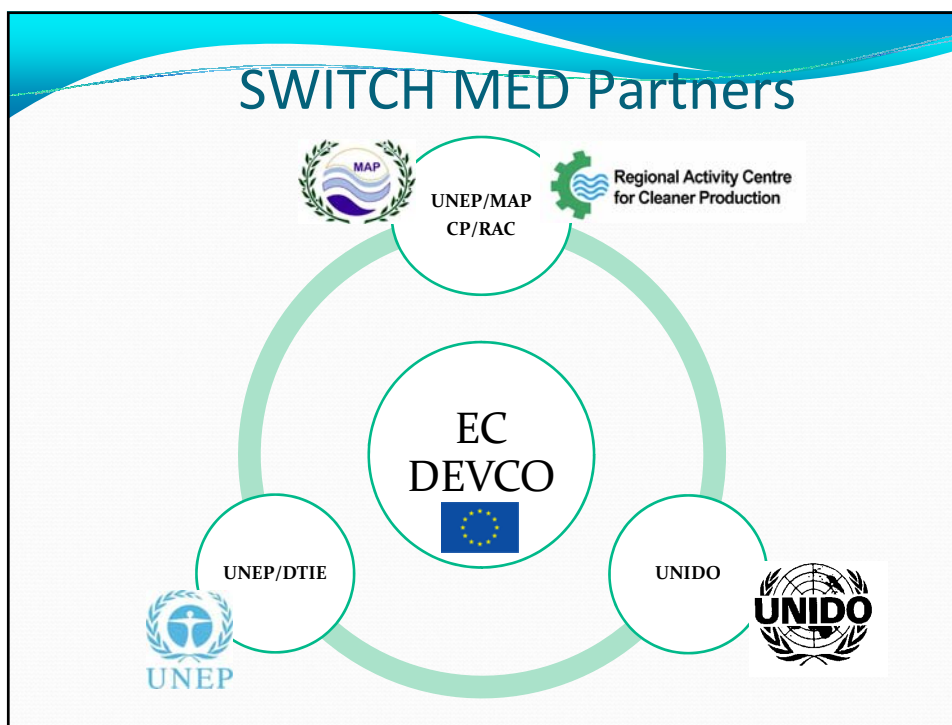 SWITCH MED Partners
MAP
UNEP/MAP
CP/RAC
Regional Activity Centre
for Cleaner Production
EC
DEVCO
UNEP/DTIE
UNEP
UNIDO
UNIDO